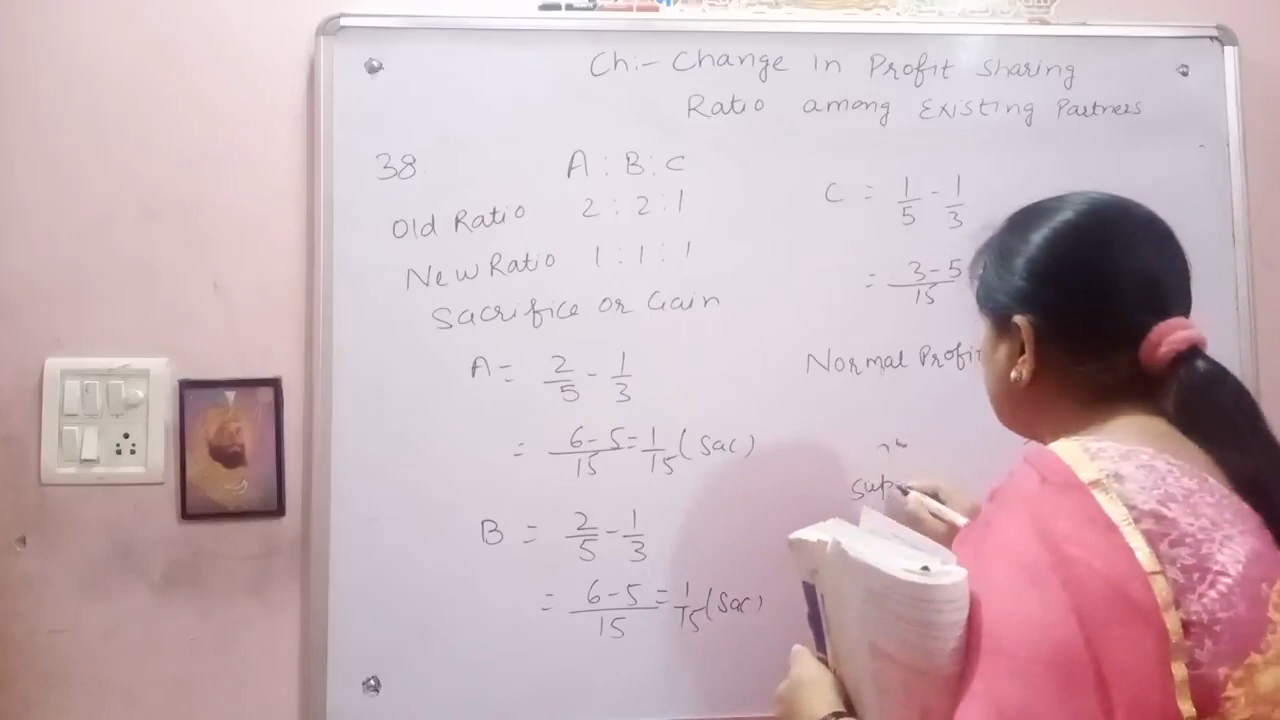 Ch:- Change in Profit Sharing
Ratio among Existing Partners
38
A : B : C
Old Ratio 2 : 2 : 1
New Ratio 1 : 1 : 1
Sacrifice or Gain
A = 2/5 - 1/3
= 6-5/15 = 1/15 (Sac)
B = 2/5 - 1/3
= 6-5/15 = 1/15 (Sac)
C = 1/5 - 1/3
= 3-5/15
Normal Profit